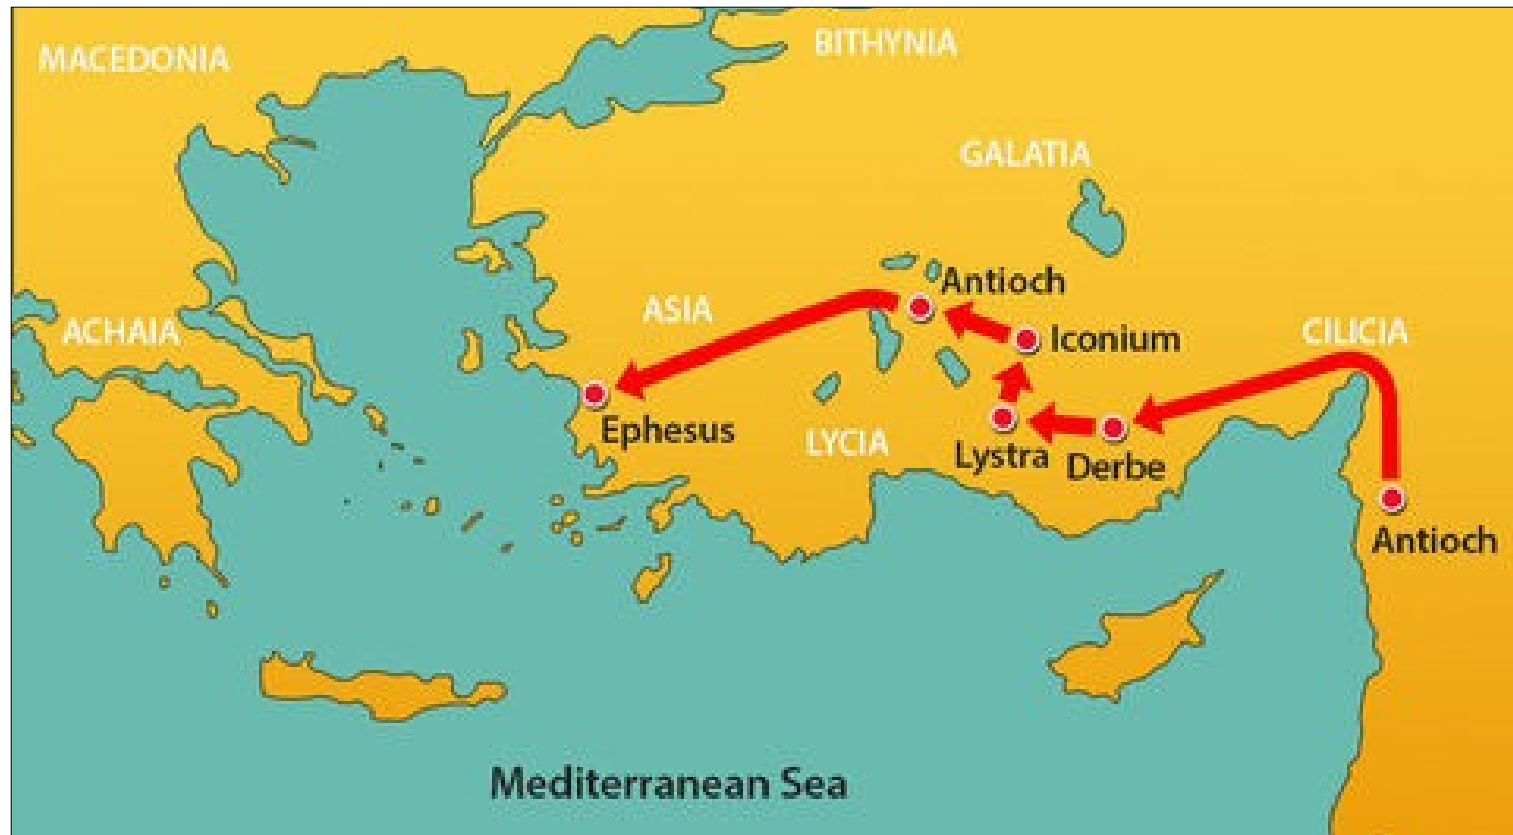 MACEDONIA
BITHYNIA
GALATIA
Antioch
ASIA
ACHAIA
Iconium
CILICIA
Ephesus
LYCIA
Lystra
Derbe
Antioch
Mediterranean Sea